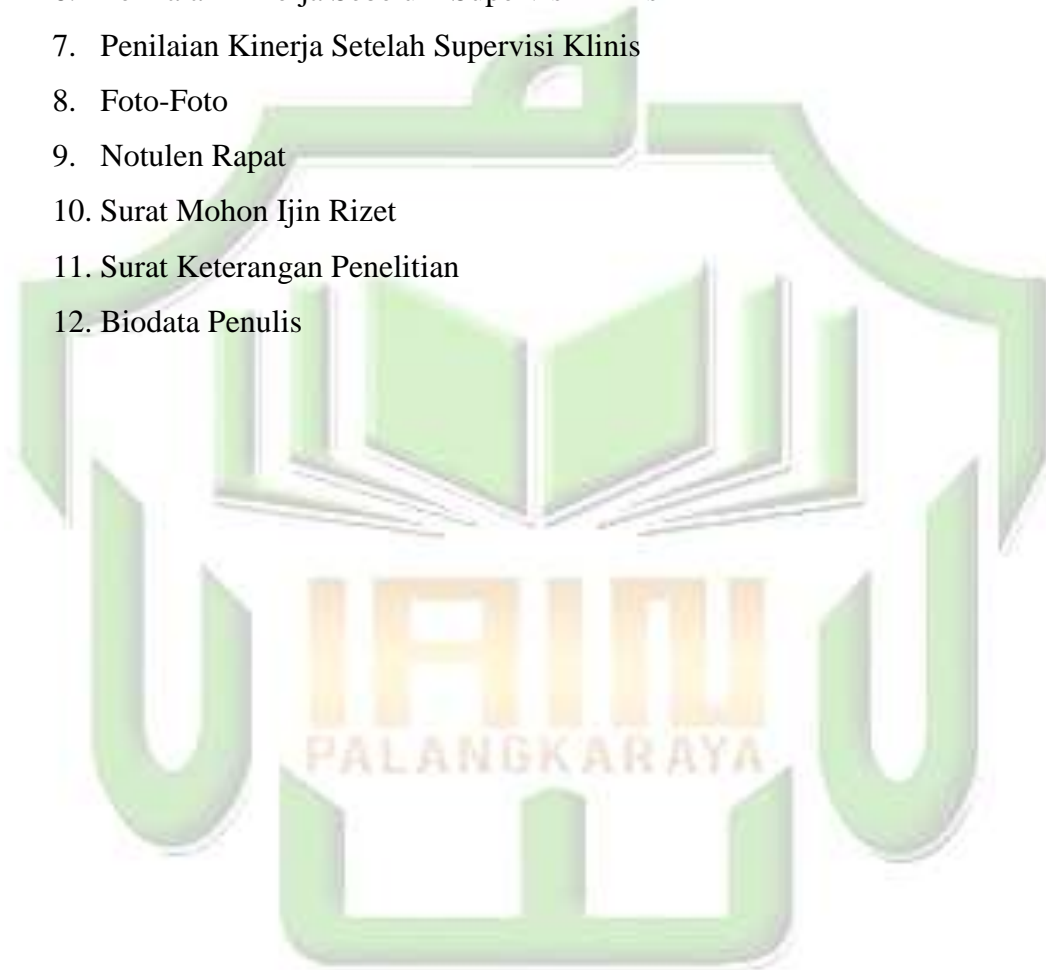 7. Penilaian Kinerja Setelah Supervisi Klinis
8. Foto-Foto
9. Notulen Rapat
10. Surat Mohon Ijin Rizet
11. Surat Keterangan Penelitian
12. Biodata Penulis
IAIN
PALANGKARAYA